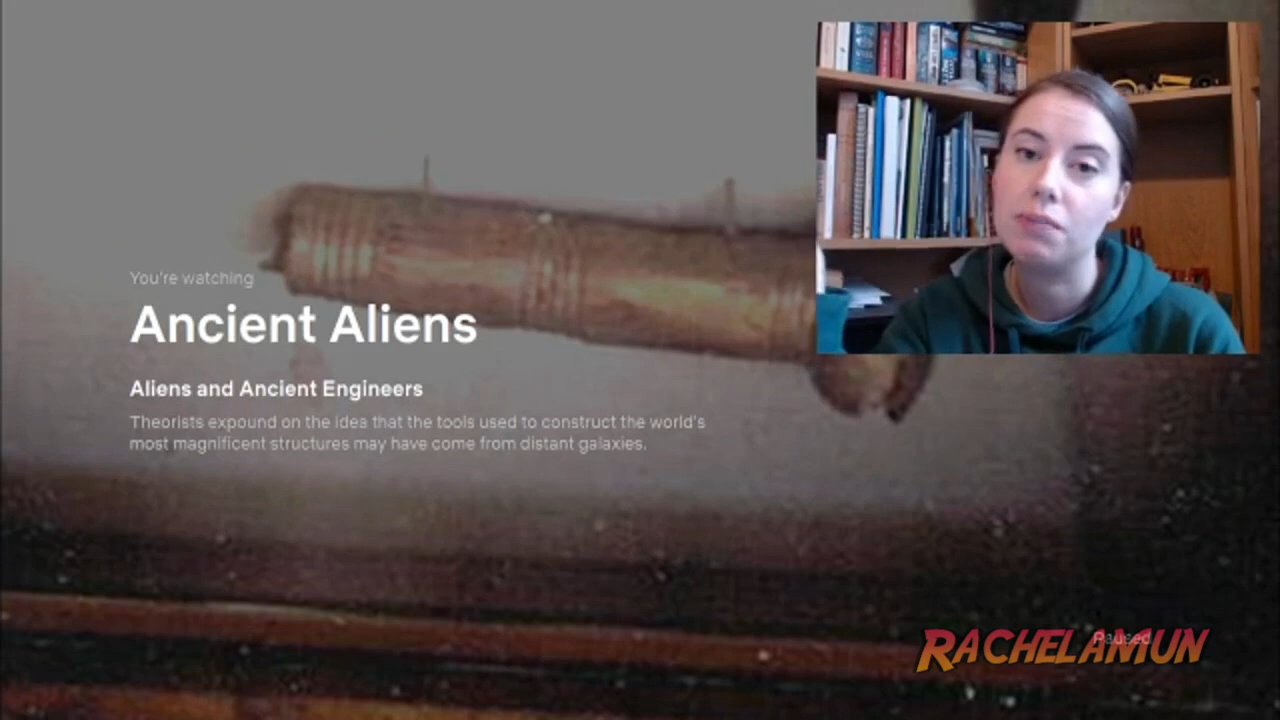 You're watching
Ancient Aliens
Aliens and Ancient Engineers
Theorists expound on the idea that the tools used to construct the world's
most magnificent structures may have come from distant galaxies.
Paused
RACHELAMUN